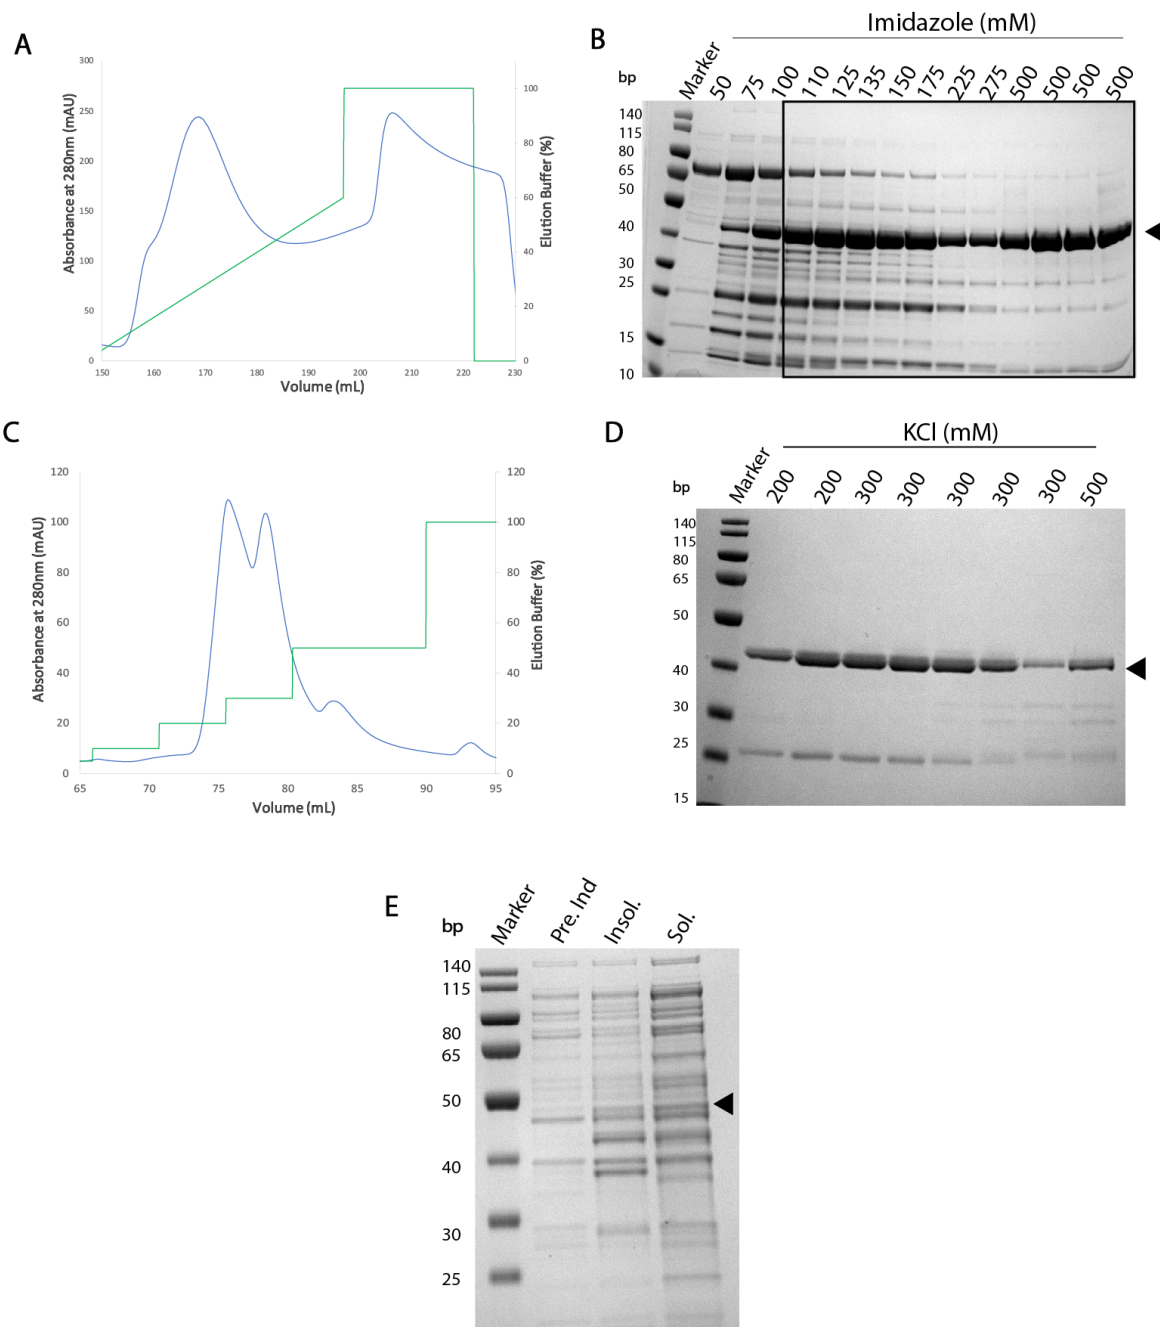 A
Absorbance at 280nm (mAU)
300
250
200
150
100
50
0
100
80
60
40
20
0
Elution Buffer (%)
150 160 170 180 190 200 210 220 230
Volume (mL)
B
Imidazole (mM)
bp
Marker 50 75 100 110 125 135 150 175 225 275 500 500 500 500
140
115
80
65
50
40
30
25
15
10
C
Absorbance at 280nm (mAU)
120
100
80
60
40
20
0
120
100
80
60
40
20
0
Elution Buffer (%)
65 70 75 80 85 90 95
Volume (mL)
D
KCl (mM)
bp
Marker 200 200 300 300 300 300 300 500
140
115
80
65
50
40
30
25
15
E
bp
Marker Pre. Ind Insol. Sol.
140
115
80
65
50
40
30
25